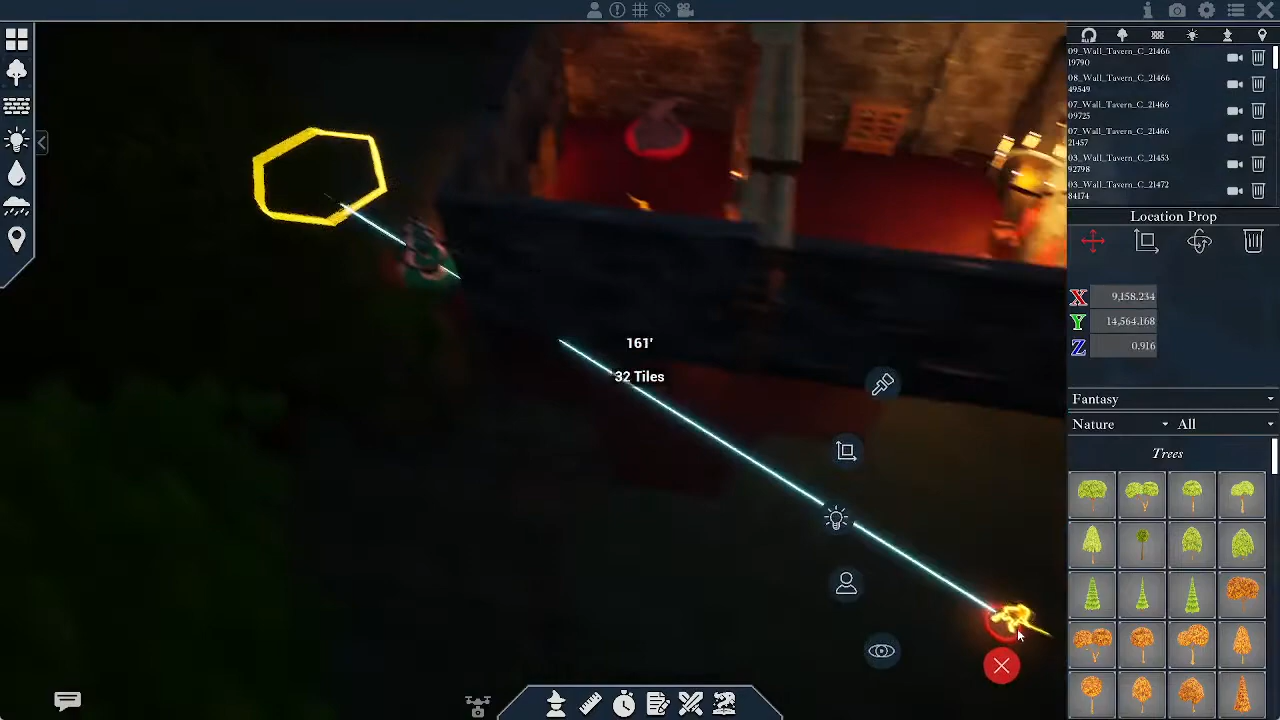 09_Wall_Tavern_C_21466
19790
08_Wall_Tavern_C_21466
49549
07_Wall_Tavern_C_21466
09725
07_Wall_Tavern_C_21466
21457
03_Wall_Tavern_C_21453
92798
03_Wall_Tavern_C_21472
84174
Location Prop
X 9,158.234
Y 14,564.168
Z 0.916
Fantasy
Nature All
Trees
161'
32 Tiles